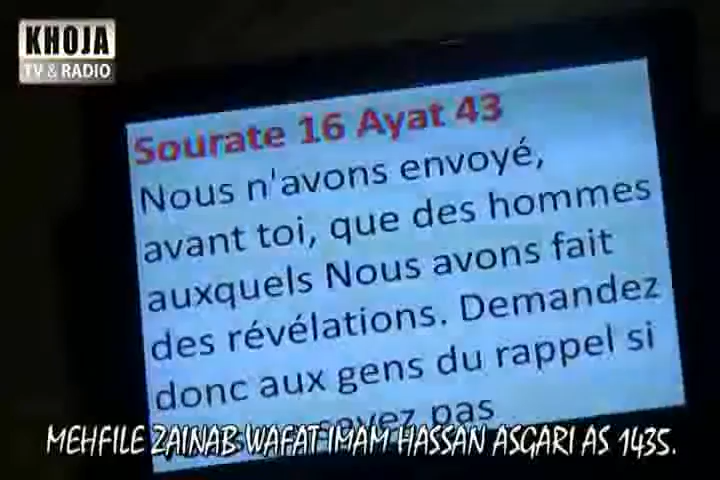 KHOJA
TV & RADIO
Sourate 16 Ayat 43
Nous n'avons envoyé,
avant toi, que des hommes
auxquels Nous avons fait
des révélations. Demandez
donc aux gens du rappel si
pas
MEHFILE ZAINAB WAFAT IMAM HASSAN ASGARI AS 1435.